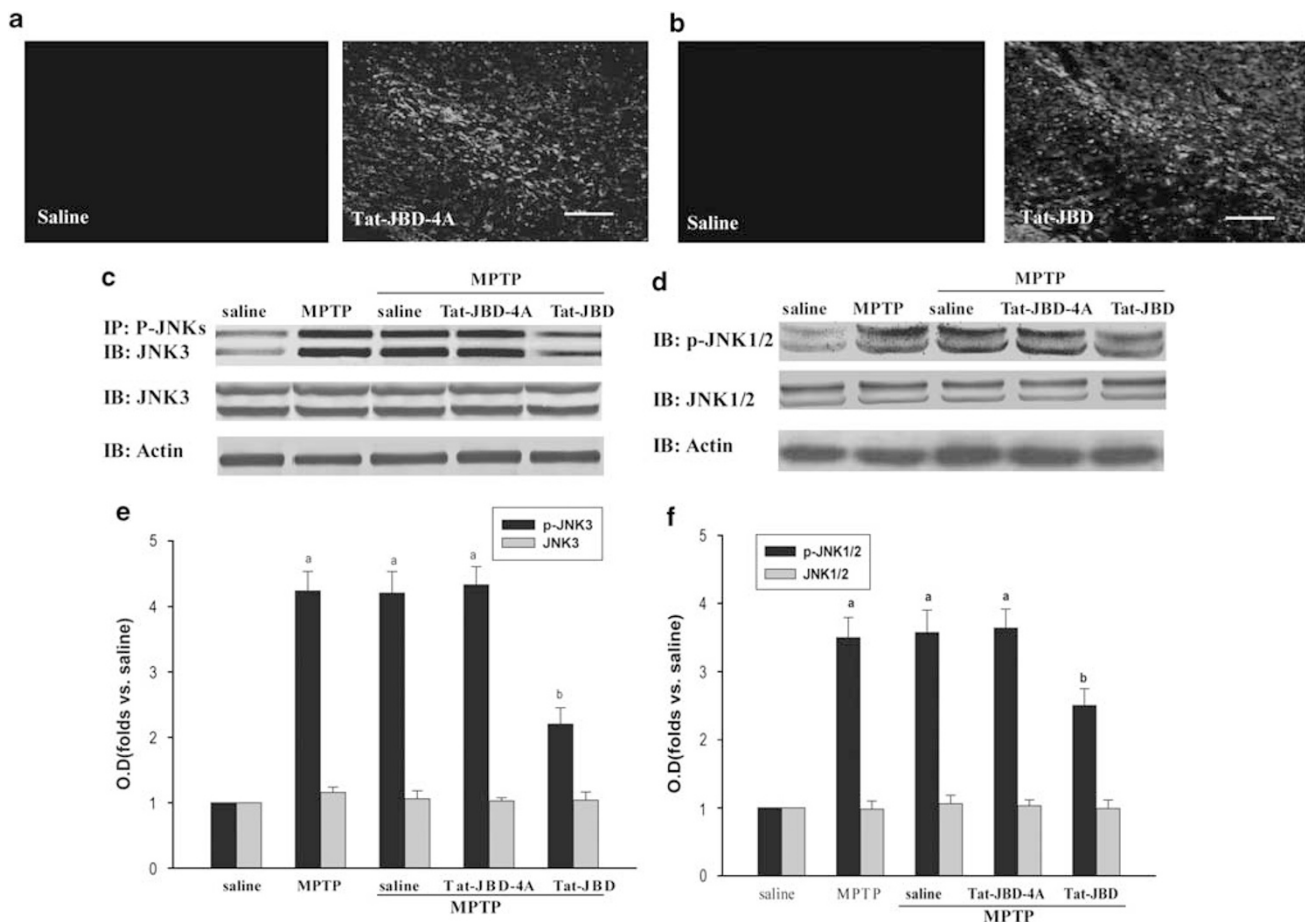 a
b
Saline
Tat-JBD-4A
Saline
Tat-JBD
c
MPTP
saline MPTP saline Tat-JBD-4A Tat-JBD
IP: P-JNKs
IB: JNK3
IB: JNK3
IB: Actin
d
MPTP
saline MPTP saline Tat-JBD-4A Tat-JBD
IB: p-JNK1/2
IB: JNK1/2
IB: Actin
e
p-JNK3
JNK3
5
4
3
2
1
0
O.D(folds vs. saline)
a
a
a
b
saline MPTP saline Tat-JBD-4A Tat-JBD
MPTP
f
p-JNK1/2
JNK1/2
5
4
3
2
1
0
O.D(folds vs. saline)
a
a
a
b
saline MPTP saline Tat-JBD-4A Tat-JBD
MPTP